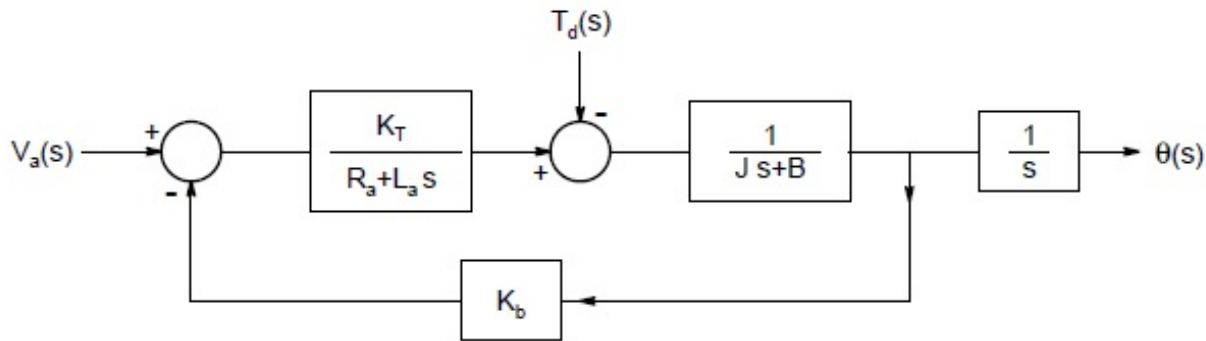 T_d(s)
V_a(s)
+
-
K_T
R_a+L_a s
+
-
1
J s+B
1
s
θ(s)
K_b